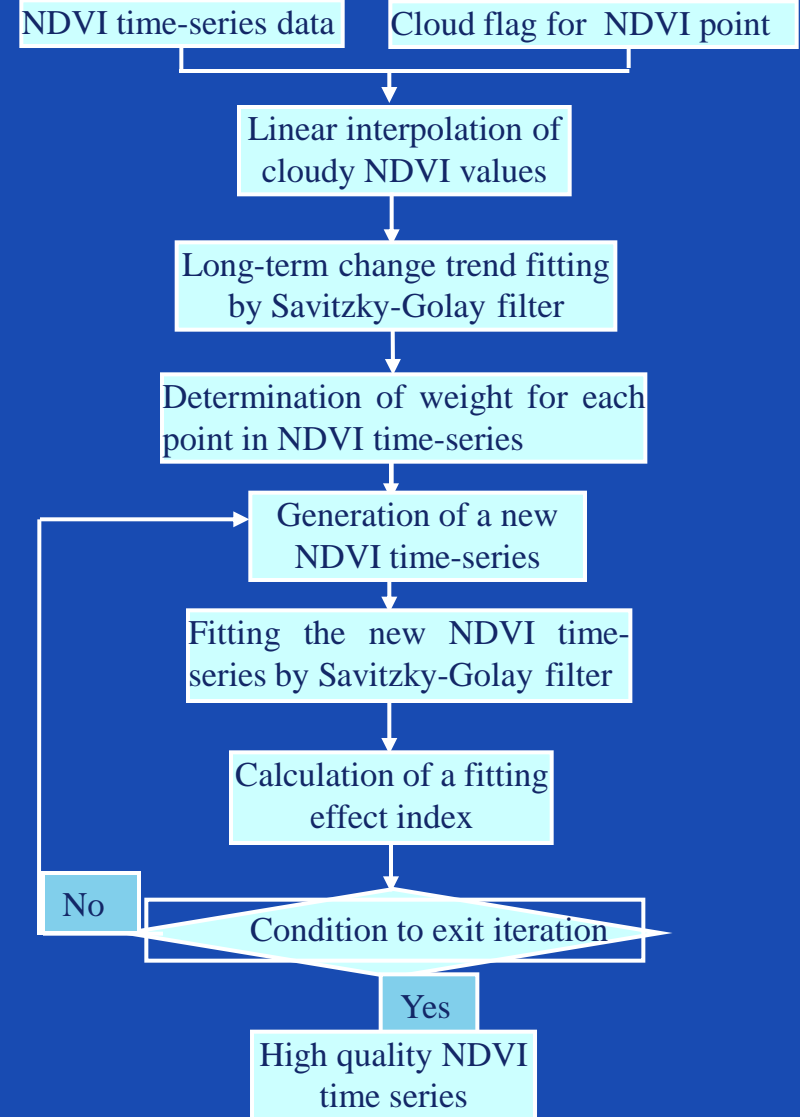 NDVI time-series data
Cloud flag for NDVI point
Linear interpolation of
cloudy NDVI values
Long-term change trend fitting
by Savitzky-Golay filter
Determination of weight for each
point in NDVI time-series
Generation of a new
NDVI time-series
Fitting the new NDVI time-
series by Savitzky-Golay filter
Calculation of a fitting
effect index
No
Condition to exit iteration
Yes
High quality NDVI
time series